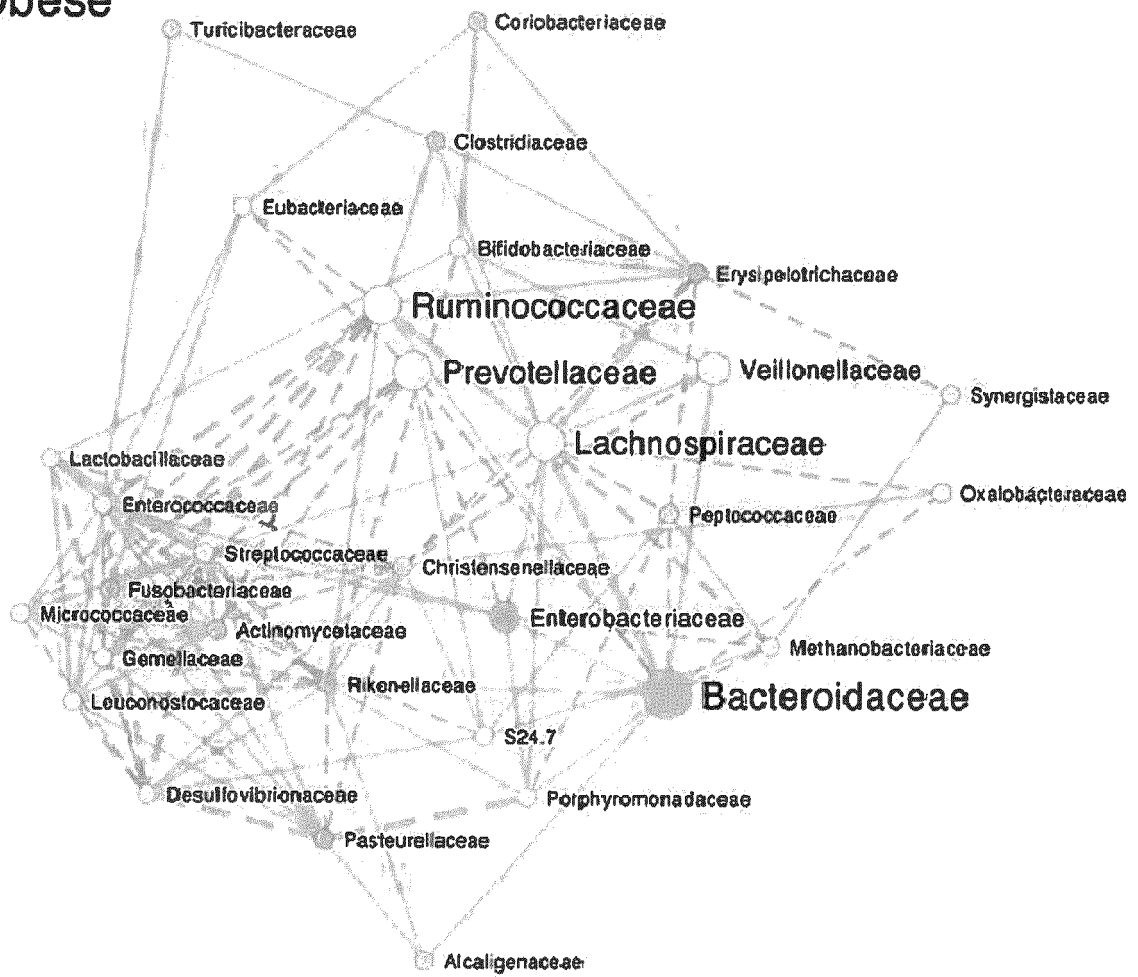 Obese
Turicibacteraceae
Coriobacteriaceae
Clostridiaceae
Eubacteriaceae
Bifidobacteriaceae
Erysipelotrichaceae
Ruminococcaceae
Prevotellaceae
Veillonellaceae
Synergistaceae
Lachnospiraceae
Lactobacillaceae
Enterococcaceae
Oxalobacteraceae
Peptococcaceae
Streptococcaceae
Christensenellaceae
Fusobacteriaceae
Micrococcaceae
Enterobacteriaceae
Actinomycetaceae
Methanobacteriaceae
Gemellaceae
Rikenellaceae
Bacteroidaceae
Leuconostocaceae
S24.7
Desulfovibrionaceae
Porphyromonadaceae
Pasteurellaceae
Alcaligenaceae